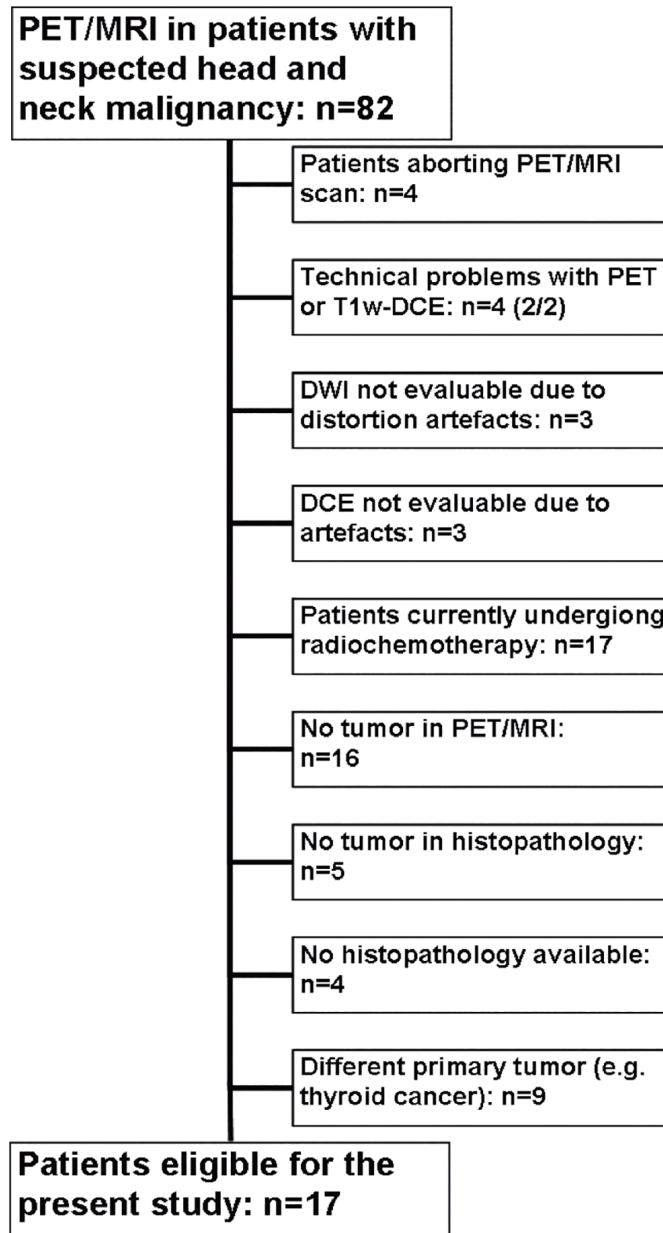 PET/MRI in patients with
suspected head and
neck malignancy: n=82
Patients aborting PET/MRI
scan: n=4
Technical problems with PET
or T1w-DCE: n=4 (2/2)
DWI not evaluable due to
distortion artefacts: n=3
DCE not evaluable due to
artefacts: n=3
Patients currently undergiong
radiochemotherapy: n=17
No tumor in PET/MRI:
n=16
No tumor in histopathology:
n=5
No histopathology available:
n=4
Different primary tumor (e.g.
thyroid cancer): n=9
Patients eligible for the
present study: n=17